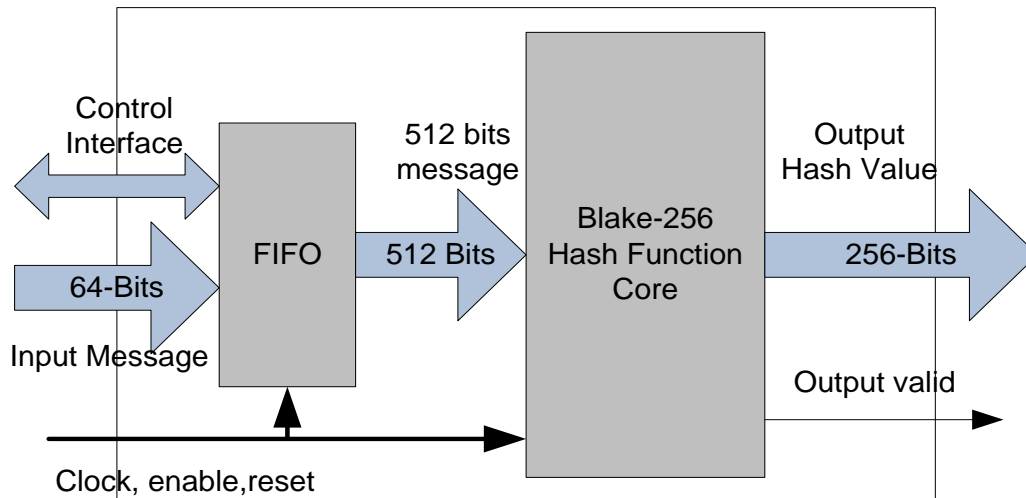 Control
Interface
64-Bits
Input Message
FIFO
512 bits
message
512 Bits
Blake-256
Hash Function
Core
Output
Hash Value
256-Bits
Output valid
Clock, enable,reset